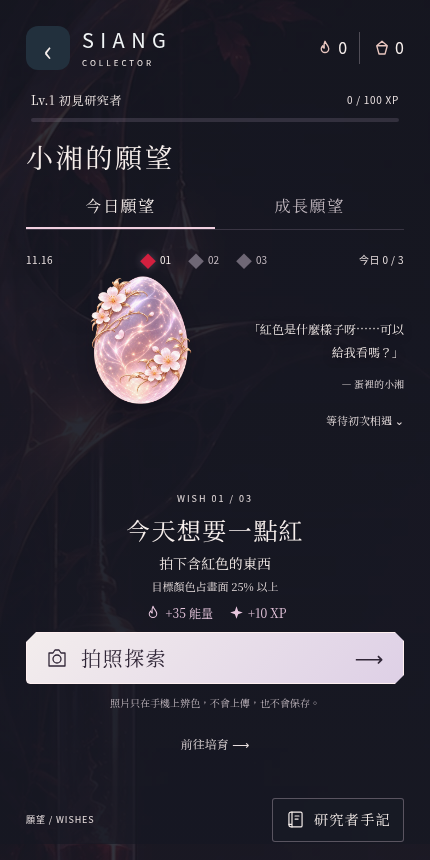 ‹
SIANG
COLLECTOR
0
0
Lv.1 初見研究者
0 / 100 XP
小湘的願望
今日願望
成長願望
11.16
01
02
03
今日 0 / 3
「紅色是什麼樣子呀⋯⋯可以
給我看嗎？」
— 蛋裡的小湘
等待初次相遇 ⌄
WISH 01 / 03
今天想要一點紅
拍下含紅色的東西
目標顏色占畫面 25% 以上
+35 能量
+10 XP
拍照探索 ⟶
照片只在手機上辨色，不會上傳，也不會保存。
前往培育 ⟶
願望 / WISHES
研究者手記